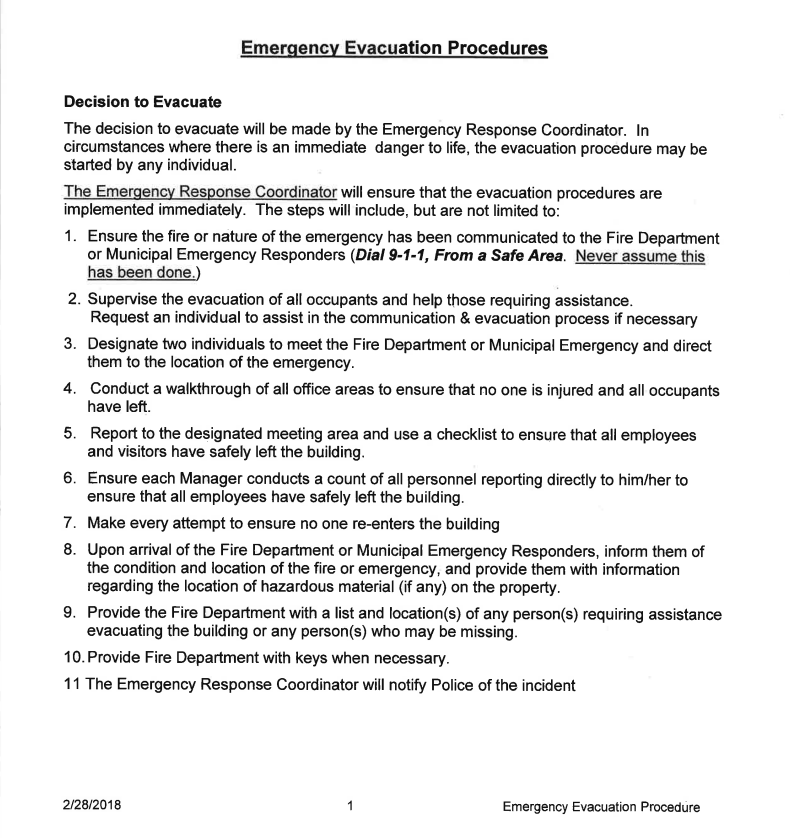 Emergency Evacuation Procedures
Decision to Evacuate
The decision to evacuate will be made by the Emergency Response Coordinator. In
circumstances where there is an immediate danger to life, the evacuation procedure may be
started by any individual.
The Emergency Response Coordinator will ensure that the evacuation procedures are
implemented immediately. The steps will include, but are not limited to:
1. Ensure the fire or nature of the emergency has been communicated to the Fire Department
or Municipal Emergency Responders (Dial 9-1-1, From a Safe Area. Never assume this
has been done.)
2. Supervise the evacuation of all occupants and help those requiring assistance.
Request an individual to assist in the communication & evacuation process if necessary
3. Designate two individuals to meet the Fire Department or Municipal Emergency and direct
them to the location of the emergency.
4. Conduct a walkthrough of all office areas to ensure that no one is injured and all occupants
have left.
5. Report to the designated meeting area and use a checklist to ensure that all employees
and visitors have safely left the building.
6. Ensure each Manager conducts a count of all personnel reporting directly to him/her to
ensure that all employees have safely left the building.
7. Make every attempt to ensure no one re-enters the building
8. Upon arrival of the Fire Department or Municipal Emergency Responders, inform them of
the condition and location of the fire or emergency, and provide them with information
regarding the location of hazardous material (if any) on the property.
9. Provide the Fire Department with a list and location(s) of any person(s) requiring assistance
evacuating the building or any person(s) who may be missing.
10. Provide Fire Department with keys when necessary.
11 The Emergency Response Coordinator will notify Police of the incident
2/28/2018 1 Emergency Evacuation Procedure